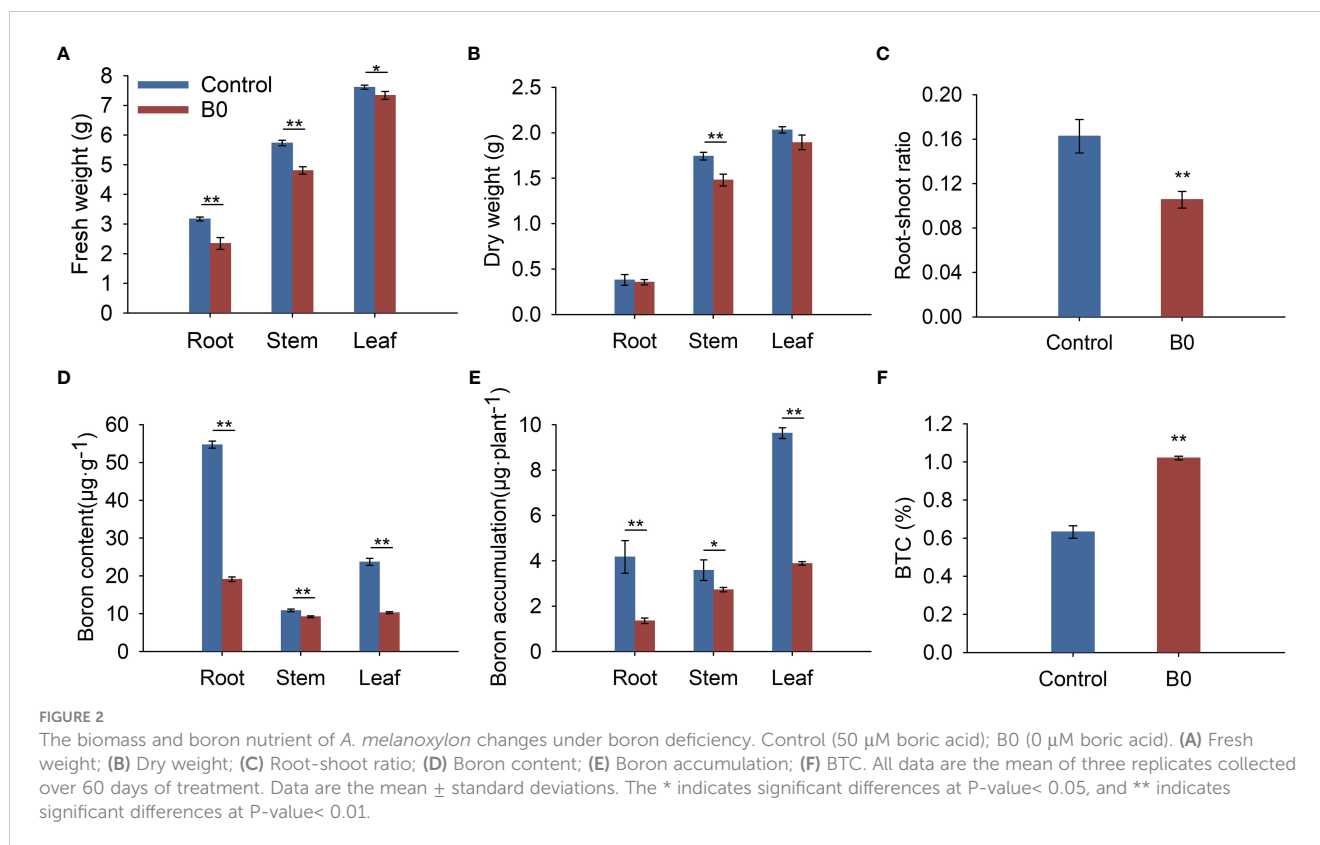 A
Fresh weight (g)
8
7
6
5
4
3
2
1
0
Control
B0
**
**
*
Root Stem Leaf
B
Dry weight (g)
2.5
2.0
1.5
1.0
0.5
0.0
**
Root Stem Leaf
C
Root-shoot ratio
0.20
0.16
0.12
0.08
0.04
0.00
**
Control B0
D
Boron content(µg·g⁻¹)
60
50
40
30
20
10
0
**
**
**
Root Stem Leaf
E
Boron accumulation(µg·plant⁻¹)
10
8
6
4
2
0
**
*
**
Root Stem Leaf
F
BTC (%)
1.2
1.0
0.8
0.6
0.4
0.2
0.0
**
Control B0
FIGURE 2
The biomass and boron nutrient of A. melanoxylon changes under boron deficiency. Control (50 µM boric acid); B0 (0 µM boric acid). (A) Fresh
weight; (B) Dry weight; (C) Root-shoot ratio; (D) Boron content; (E) Boron accumulation; (F) BTC. All data are the mean of three replicates collected
over 60 days of treatment. Data are the mean ± standard deviations. The * indicates significant differences at P-value< 0.05, and ** indicates
significant differences at P-value< 0.01.